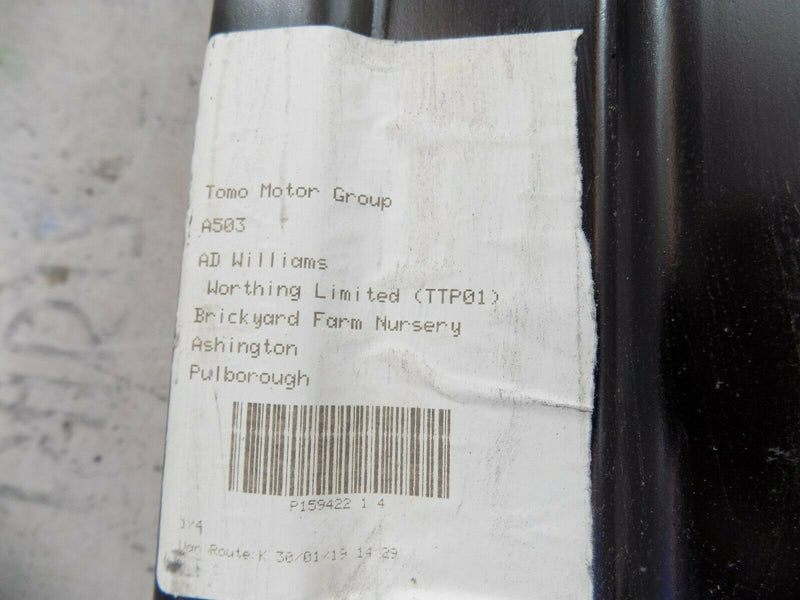 Tomo Motor Group
A503
AD Williams
Worthing Limited (TTP01)
Brickyard Farm Nursery
Ashington
Pulborough
P159422 1 4
1/4
Van Route K 30/01/19 14 29